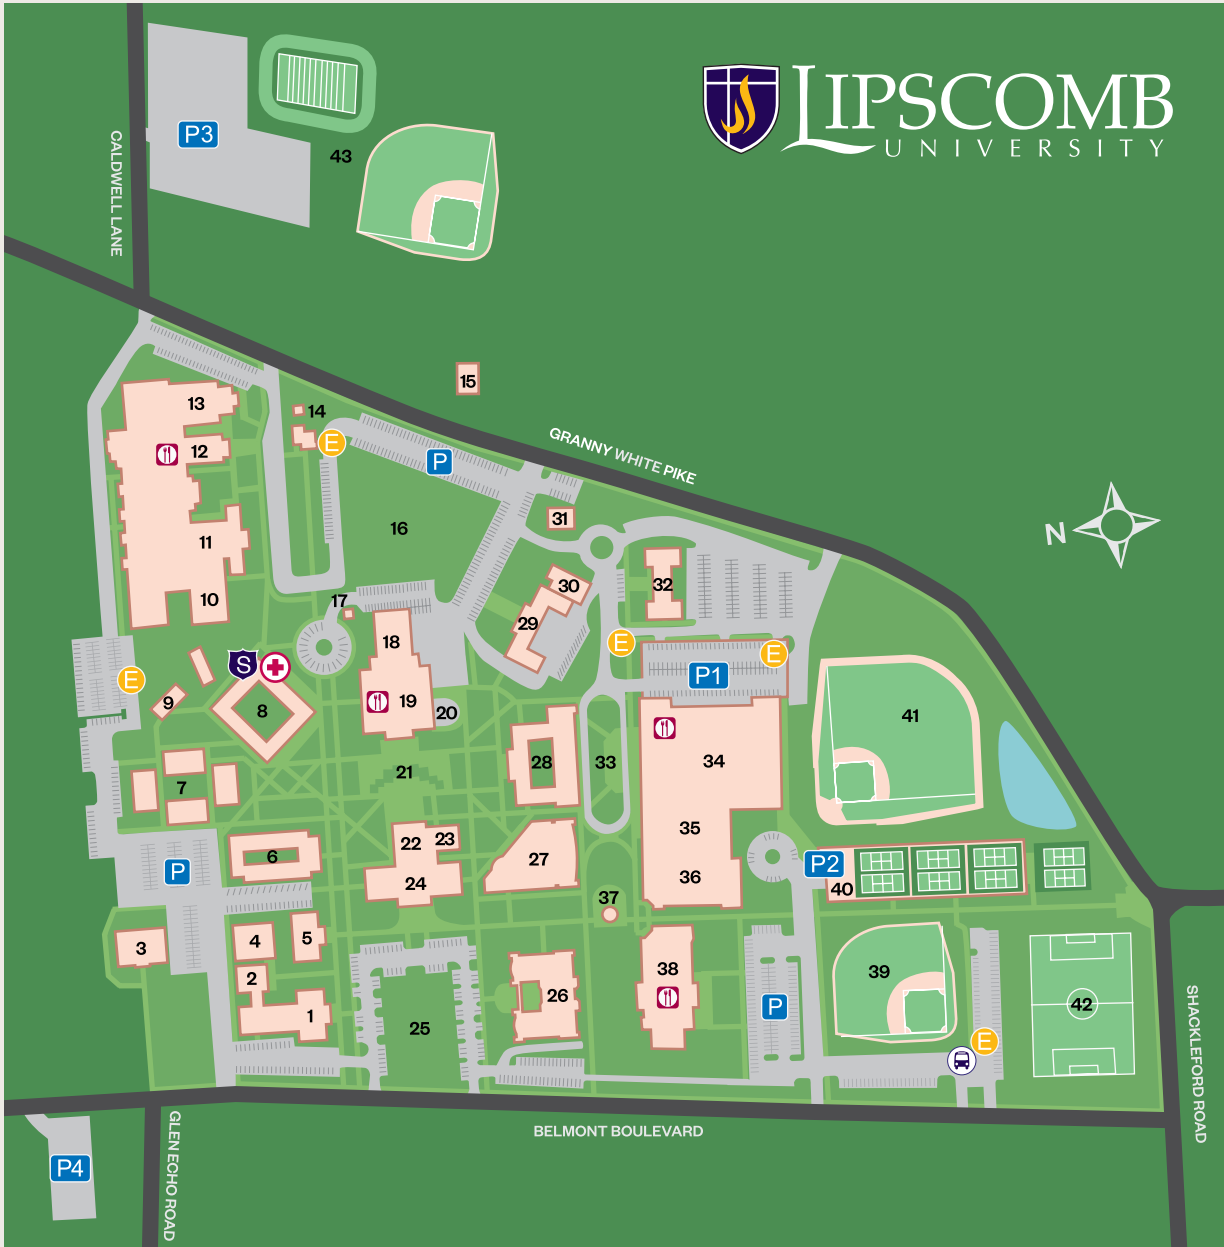 LIPSCOMB
UNIVERSITY
P3
43
CALDWELL LANE
15
13
14
12
E
P
GRANNY WHITE PIKE
16
31
11
N
30
32
10
17
29
18
E
E
S
P1
E
9
8
19
20
41
28
33
34
21
7
35
22
23
6
27
P2
P
36
24
40
37
5
4
3
38
39
2
26
P
42
1
25
E
SHACKLEFORD ROAD
BELMONT BOULEVARD
GLEN ECHO ROAD
P4